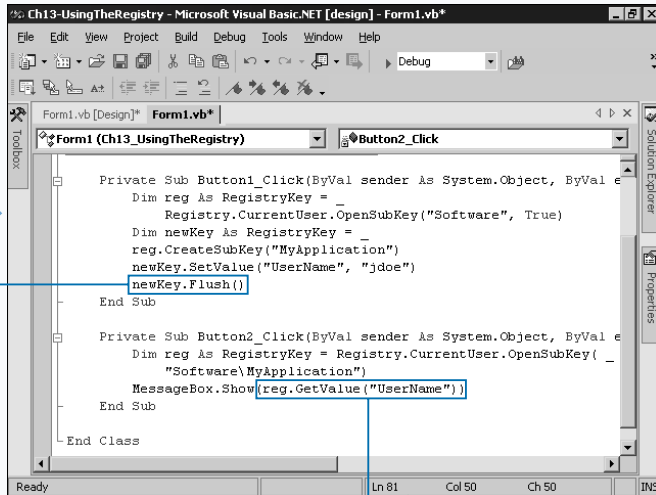 Ch13-UsingTheRegistry - Microsoft Visual Basic.NET [design] - Form1.vb*
File Edit View Project Build Debug Tools Window Help
Debug
Form1.vb [Design]* Form1.vb*
Toolbox
Form1 (Ch13_UsingTheRegistry) Button2_Click
Solution Explorer
Properties
Private Sub Button1_Click(ByVal sender As System.Object, ByVal e
Dim reg As RegistryKey = _
Registry.CurrentUser.OpenSubKey("Software", True)
Dim newKey As RegistryKey = _
reg.CreateSubKey("MyApplication")
newKey.SetValue("UserName", "jdoe")
newKey.Flush()
End Sub
Private Sub Button2_Click(ByVal sender As System.Object, ByVal e
Dim reg As RegistryKey = Registry.CurrentUser.OpenSubKey( _
"Software\MyApplication")
MessageBox.Show(reg.GetValue("UserName"))
End Sub
End Class
Ready Ln 81 Col 50 Ch 50 INS